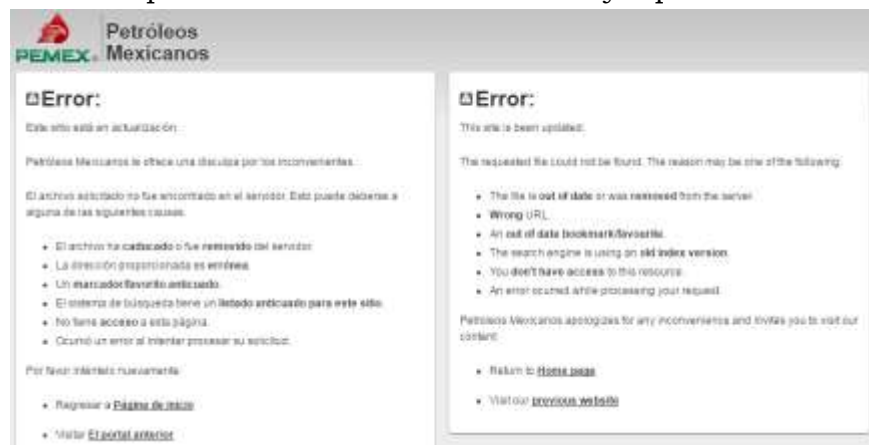 Petróleos
PEMEX. Mexicanos
Error:
Este sitio está en actualización.
Petróleos Mexicanos le ofrece una disculpa por los inconvenientes.
El archivo solicitado no fue encontrado en el servidor. Esto puede deberse a
alguna de las siguientes causas.
El archivo ha caducado o fue removido del servidor
La dirección proporcionada es errónea.
Un marcador/favorito anticuado.
El sistema de búsqueda tiene un listado anticuado para este sitio.
No tiene acceso a esta página.
Ocurrió un error al intentar procesar su solicitud.
Por favor inténtelo nuevamente
Regresar a Página de inicio
Visitar El portal anterior
Error:
This site is been updated.
The requested file could not be found. The reason may be one of the following:
The file is out of date or was removed from the server
Wrong URL.
An out of date bookmark/favourite.
The search engine is using an old index version.
You don't have access to this resource.
An error ocurred while processing your request.
Petróleos Mexicanos apologizes for any inconvenience and invites you to visit our
content:
Return to Home page
Visit our previous website